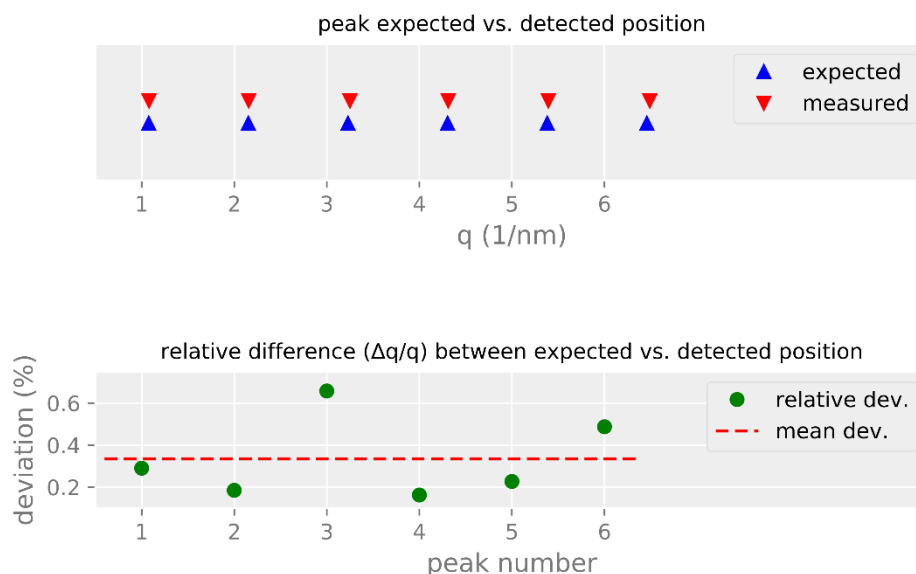 peak expected vs. detected position
expected
measured
1 2 3 4 5 6
q (1/nm)
relative difference (Δq/q) between expected vs. detected position
deviation (%)
0.6
0.4
0.2
relative dev.
mean dev.
1 2 3 4 5 6
peak number